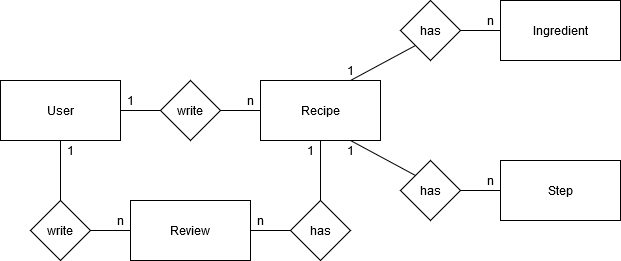 has
n
Ingredient
1
User
1
write
n
Recipe
1
1
1
has
n
Step
write
n
Review
n
has